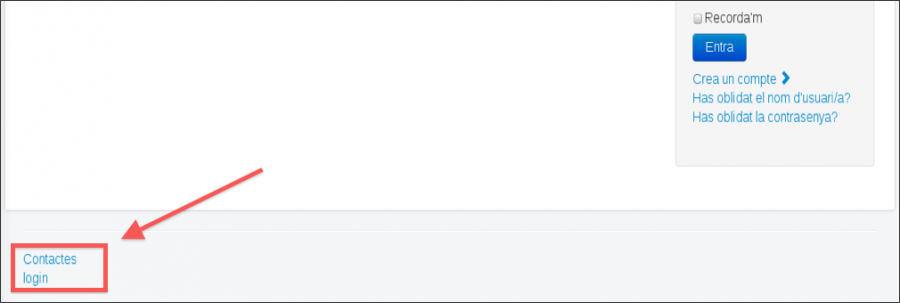 Recorda'm
Entra
Crea un compte
Has oblidat el nom d'usuari/a?
Has oblidat la contrasenya?
Contactes
login